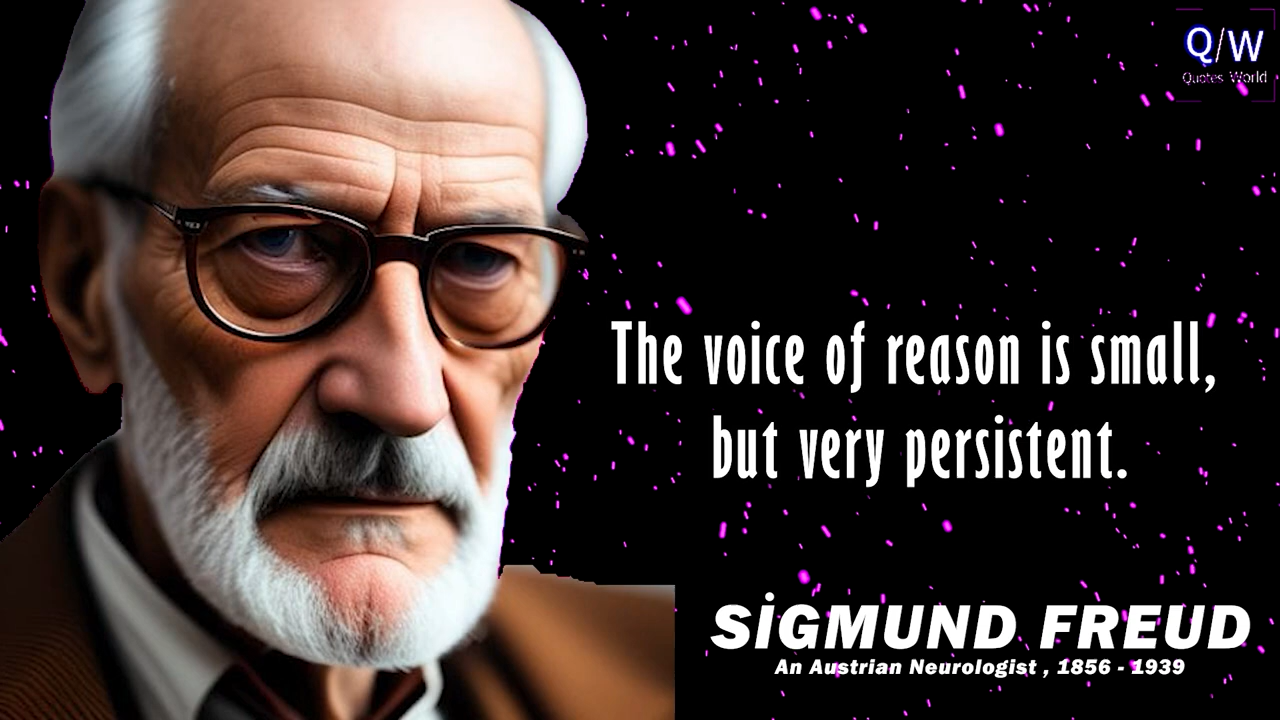 Q/W
Quotes World
The voice of reason is small,
but very persistent.
SİGMUND FREUD
An Austrian Neurologist , 1856 - 1939